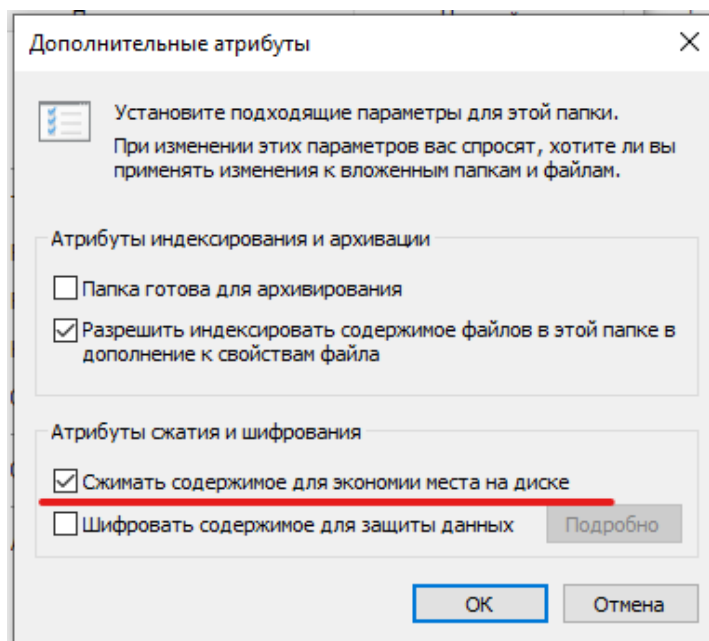 Дополнительные атрибуты
Установите подходящие параметры для этой папки.
При изменении этих параметров вас спросят, хотите ли вы
применять изменения к вложенным папкам и файлам.
Атрибуты индексирования и архивации
Папка готова для архивирования
Разрешить индексировать содержимое файлов в этой папке в
дополнение к свойствам файла
Атрибуты сжатия и шифрования
Сжимать содержимое для экономии места на диске
Шифровать содержимое для защиты данных
Подробно
ОК
Отмена